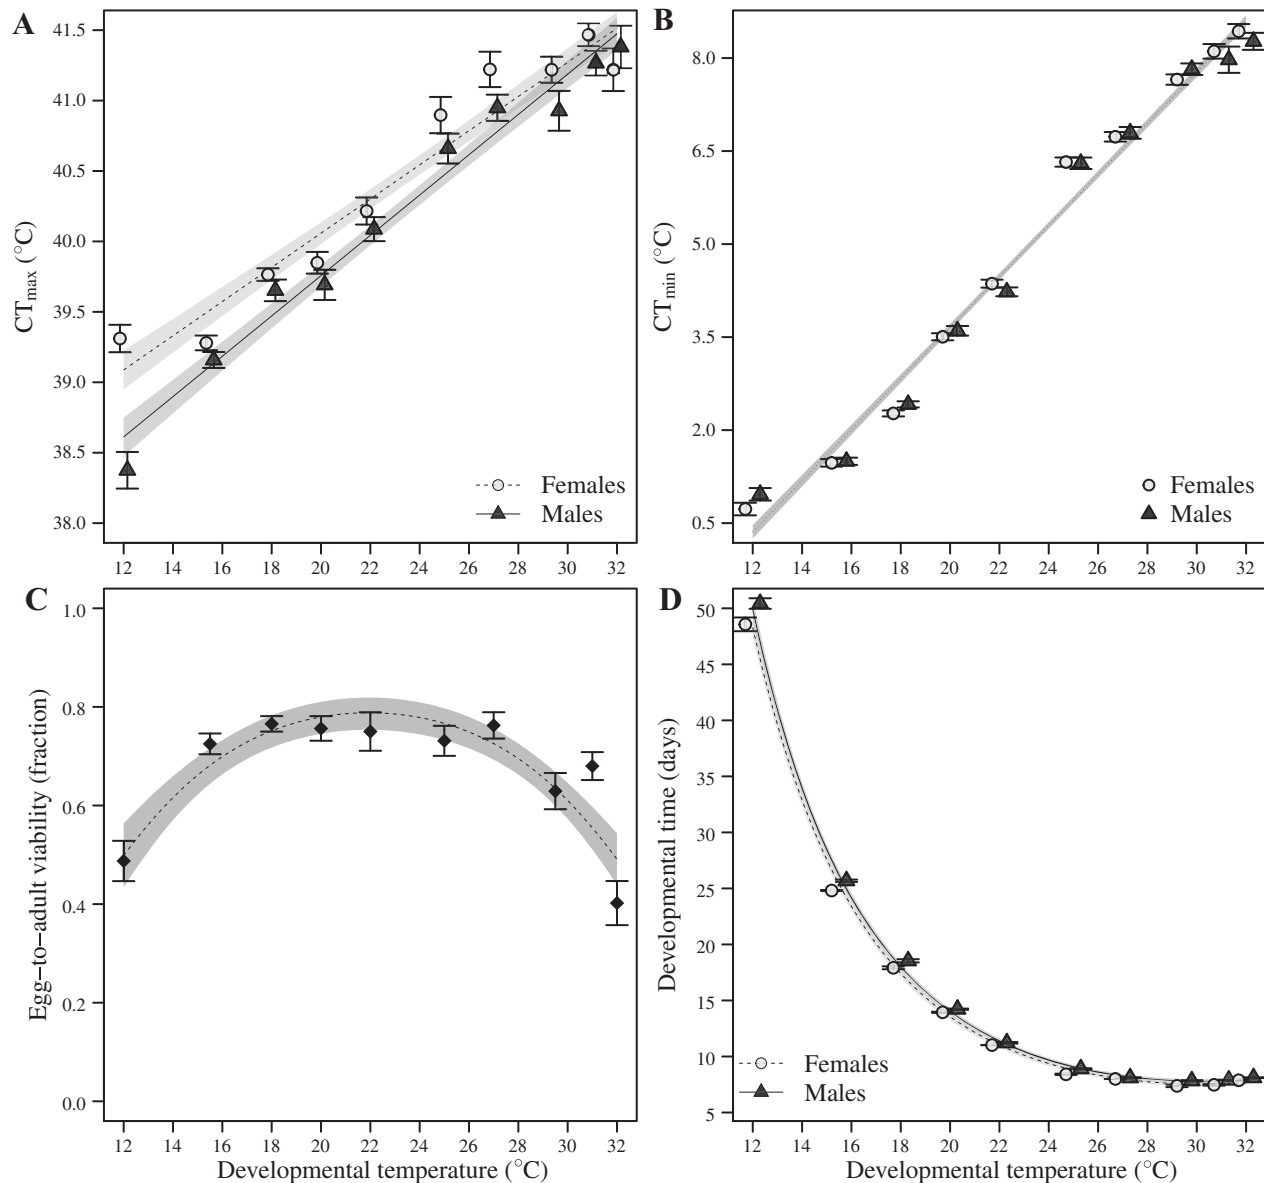 A
CTmax (°C)
41.5
41.0
40.5
40.0
39.5
39.0
38.5
38.0
Females
Males
12 14 16 18 20 22 24 26 28 30 32
B
CTmin (°C)
8.0
6.5
5.0
3.5
2.0
0.5
Females
Males
12 14 16 18 20 22 24 26 28 30 32
C
Egg−to−adult viability (fraction)
1.0
0.8
0.6
0.4
0.2
0.0
12 14 16 18 20 22 24 26 28 30 32
Developmental temperature (°C)
D
Developmental time (days)
50
45
40
35
30
25
20
15
10
5
Females
Males
12 14 16 18 20 22 24 26 28 30 32
Developmental temperature (°C)